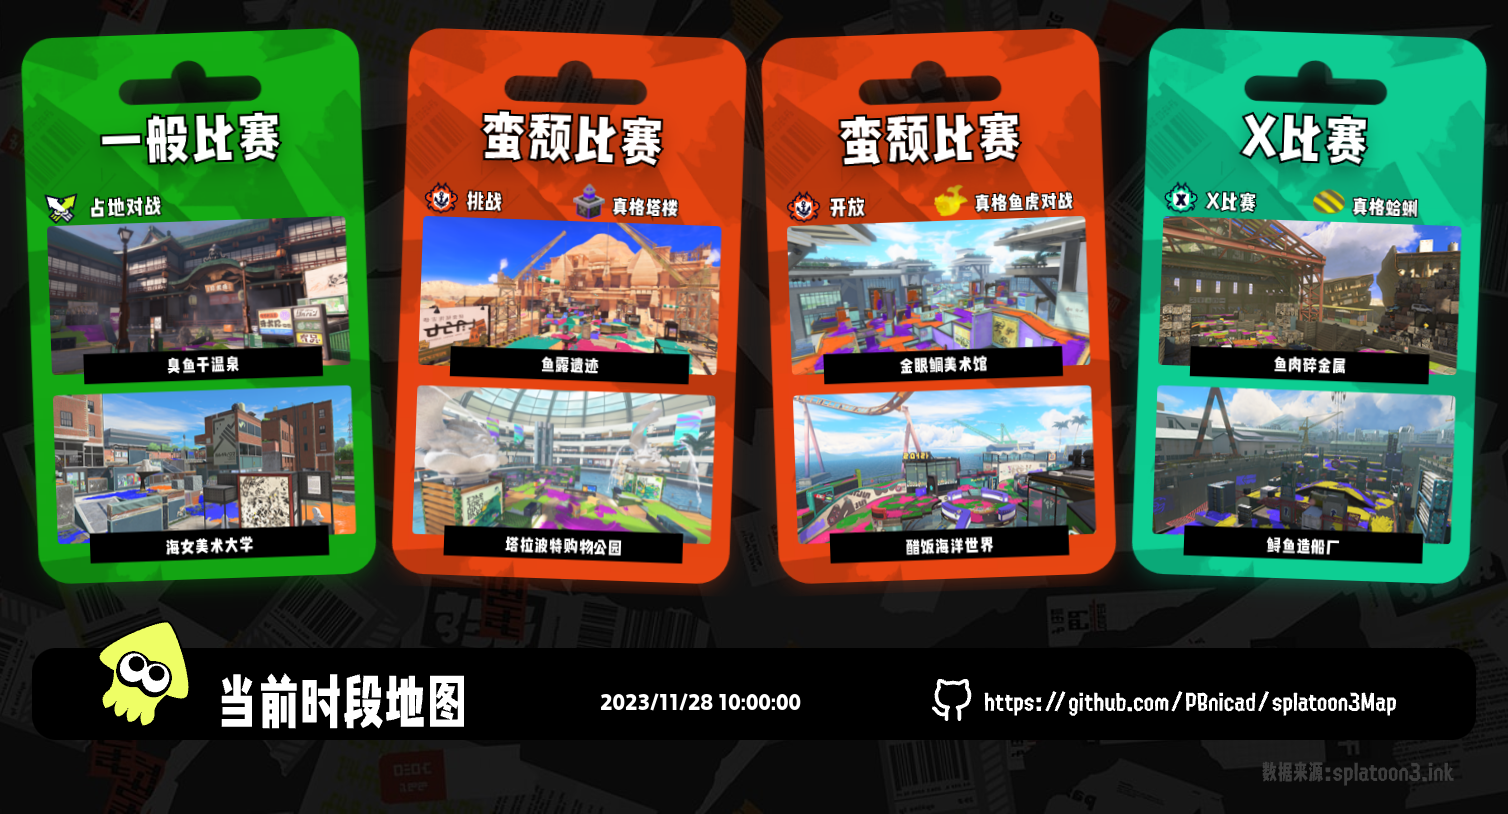 一般比赛
占地对战
臭鱼干温泉
海女美术大学
蛮颓比赛
挑战
真格塔楼
鱼露遗迹
塔拉波特购物公园
蛮颓比赛
开放
真格鱼虎对战
金眼鲷美术馆
醋饭海洋世界
X比赛
X比赛
真格蛤蜊
鱼肉碎金属
鲟鱼造船厂
当前时段地图
2023/11/28 10:00:00
https://github.com/PBnicad/splatoon3Map
数据来源:splatoon3.ink